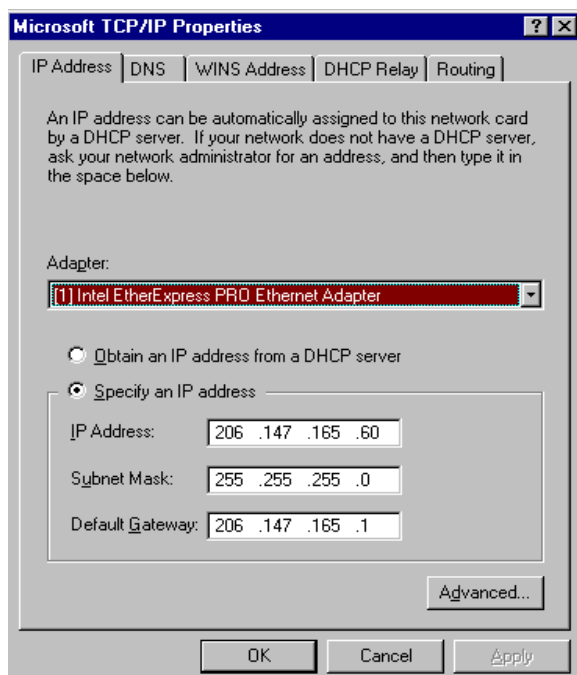 Microsoft TCP/IP Properties
IP Address DNS WINS Address DHCP Relay Routing
An IP address can be automatically assigned to this network card
by a DHCP server. If your network does not have a DHCP server,
ask your network administrator for an address, and then type it in
the space below.
Adapter:
[1] Intel EtherExpress PRO Ethernet Adapter
Obtain an IP address from a DHCP server
Specify an IP address
IP Address: 206 .147 .165 .60
Subnet Mask: 255 .255 .255 .0
Default Gateway: 206 .147 .165 .1
Advanced...
OK Cancel Apply